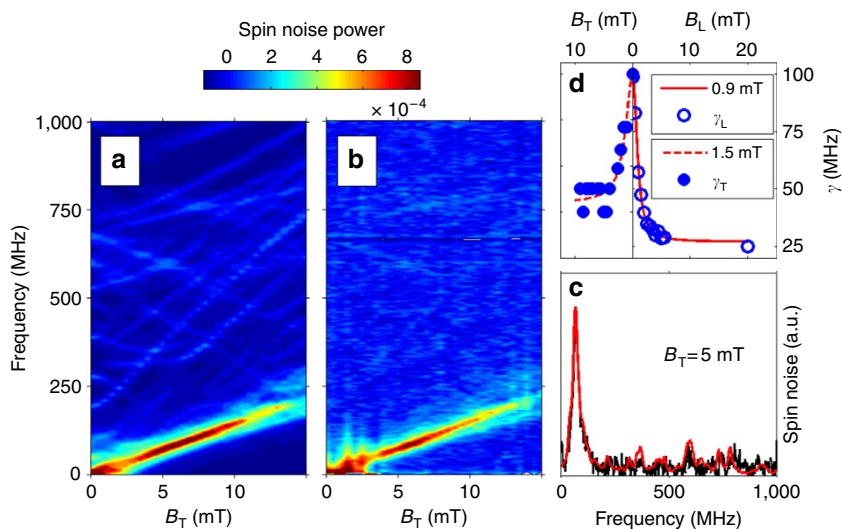 Spin noise power
0 2 4 6 8
× 10⁻⁴
1,000
750
500
250
0
Frequency (MHz)
a
b
0 5 10
B_T (mT)
0 5 10
B_T (mT)
B_T (mT) B_L (mT)
10 0 10 20
d
0.9 mT
γ_L
1.5 mT
γ_T
100
75
50
25
γ (MHz)
c
B_T=5 mT
Spin noise (a.u.)
0 500 1,000
Frequency (MHz)